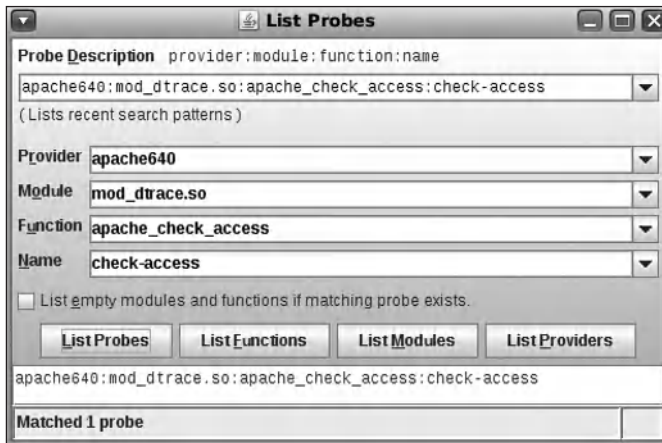 List Probes
Probe Description provider:module:function:name
apache640:mod_dtrace.so:apache_check_access:check-access
(Lists recent search patterns)
Provider apache640
Module mod_dtrace.so
Function apache_check_access
Name check-access
List empty modules and functions if matching probe exists.
List Probes List Functions List Modules List Providers
apache640:mod_dtrace.so:apache_check_access:check-access
Matched 1 probe